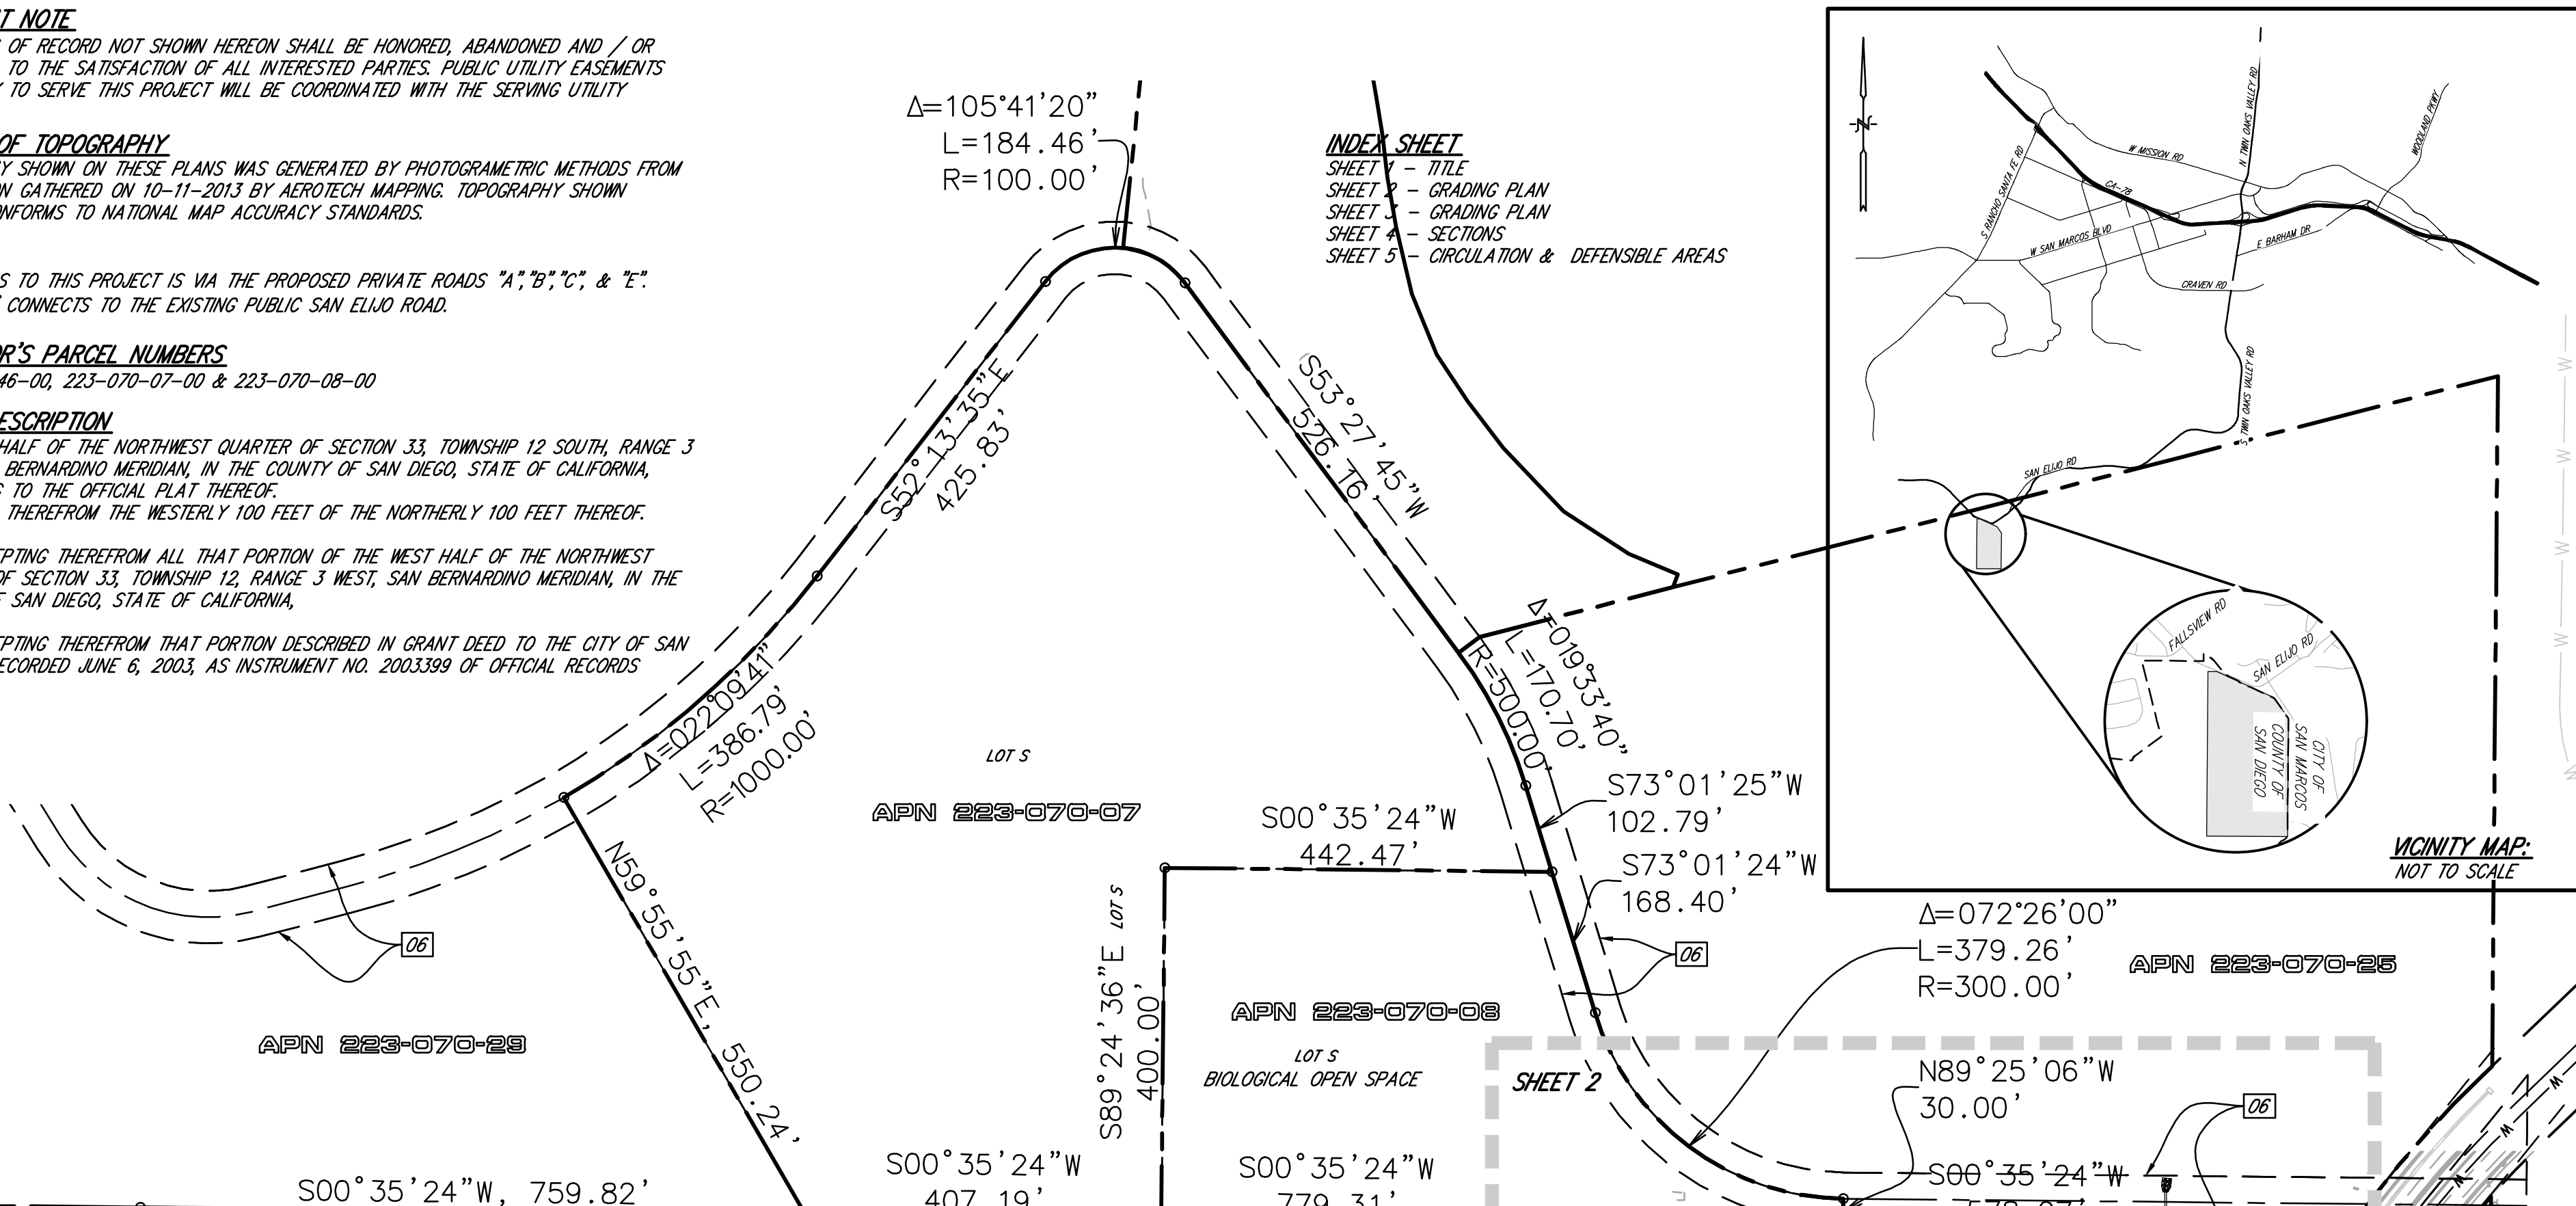 T NOTE
OF RECORD NOT SHOWN HEREON SHALL BE HONORED, ABANDONED AND / OR
TO THE SATISFACTION OF ALL INTERESTED PARTIES. PUBLIC UTILITY EASEMENTS
TO SERVE THIS PROJECT WILL BE COORDINATED WITH THE SERVING UTILITY
OF TOPOGRAPHY
SHOWN ON THESE PLANS WAS GENERATED BY PHOTOGRAMETRIC METHODS FROM
ON GATHERED ON 10-11-2013 BY AEROTECH MAPPING. TOPOGRAPHY SHOWN
ONFORMS TO NATIONAL MAP ACCURACY STANDARDS.
S TO THIS PROJECT IS VIA THE PROPOSED PRIVATE ROADS "A","B","C", & "E".
CONNECTS TO THE EXISTING PUBLIC SAN ELIJO ROAD.
OR'S PARCEL NUMBERS
46-00, 223-070-07-00 & 223-070-08-00
ESCRIPTION
HALF OF THE NORTHWEST QUARTER OF SECTION 33, TOWNSHIP 12 SOUTH, RANGE 3
BERNARDINO MERIDIAN, IN THE COUNTY OF SAN DIEGO, STATE OF CALIFORNIA,
TO THE OFFICIAL PLAT THEREOF.
THEREFROM THE WESTERLY 100 FEET OF THE NORTHERLY 100 FEET THEREOF.
EPTING THEREFROM ALL THAT PORTION OF THE WEST HALF OF THE NORTHWEST
OF SECTION 33, TOWNSHIP 12, RANGE 3 WEST, SAN BERNARDINO MERIDIAN, IN THE
SAN DIEGO, STATE OF CALIFORNIA,
EPTING THEREFROM THAT PORTION DESCRIBED IN GRANT DEED TO THE CITY OF SAN
ECORDED JUNE 6, 2003, AS INSTRUMENT NO. 2003399 OF OFFICIAL RECORDS
Δ=105°41'20"
L=184.46'
R=100.00'
INDEX SHEET
SHEET 1 - TITLE
SHEET 2 - GRADING PLAN
SHEET 3 - GRADING PLAN
SHEET 4 - SECTIONS
SHEET 5 - CIRCULATION & DEFENSIBLE AREAS
S52°13'35"E
425.83'
S53°27'45"W
526.16'
Δ=022°09'41"
L=386.79'
R=1000.00'
Δ=019°33'40"
L=170.70'
R=500.00'
LOT S
APN 223-070-07
S00°35'24"W
442.47'
S73°01'25"W
102.79'
S73°01'24"W
168.40'
06
06
N59°55'55"E, 550.24'
S89°24'36"E
400.00'
LOT S
APN 223-070-08
LOT S
BIOLOGICAL OPEN SPACE
APN 223-070-29
SHEET 2
Δ=072°26'00"
L=379.26'
R=300.00'
APN 223-070-25
N89°25'06"W
30.00'
06
S00°35'24"W, 759.82'
S00°35'24"W
407.19'
S00°35'24"W
779.31'
S00°35'24"W
N
W MISSION RD
N TWIN OAKS VALLEY RD
WOODLAND PKWY
S RANCHO SANTA FE RD
CA-78
W SAN MARCOS BLVD
E BARHAM DR
CRAVEN RD
S TWIN OAKS VALLEY RD
SAN ELIJO RD
FALLSVIEW RD
SAN ELIJO RD
CITY OF
SAN MARCOS
COUNTY OF
SAN DIEGO
VICINITY MAP:
NOT TO SCALE
W
W
W
W
W
W
W
W